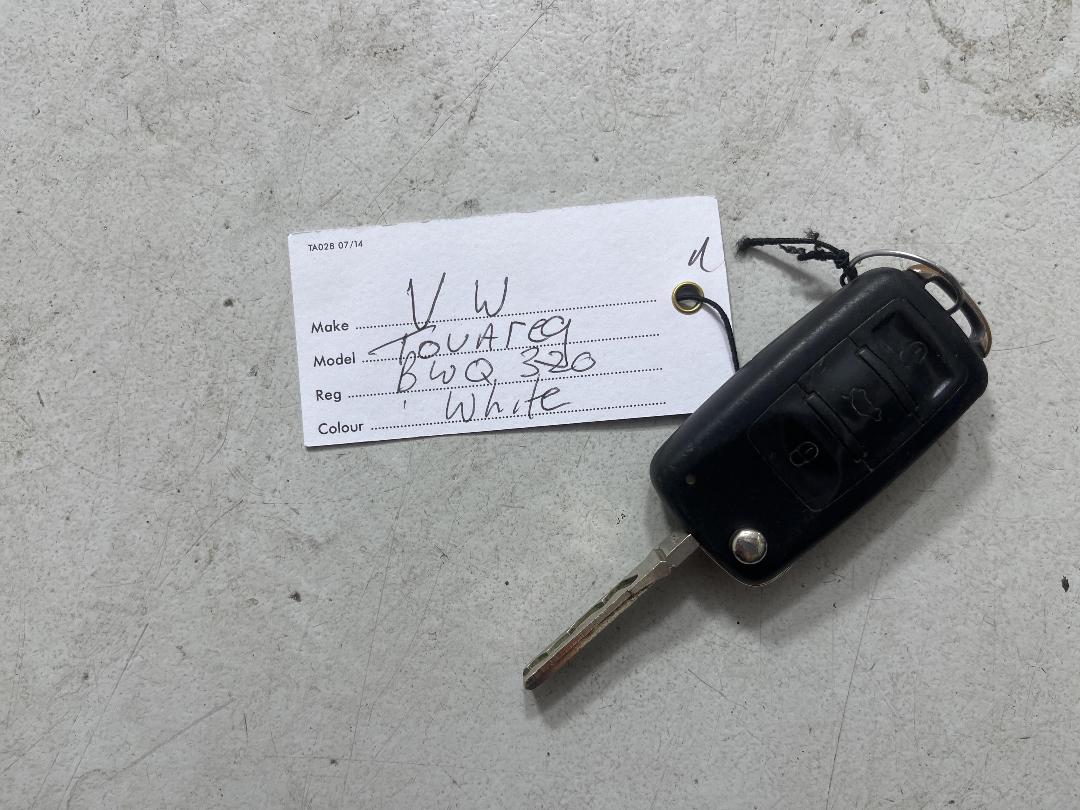 TA028 07/14
Make V W
Model Touareg
Reg BWQ 320
Colour White